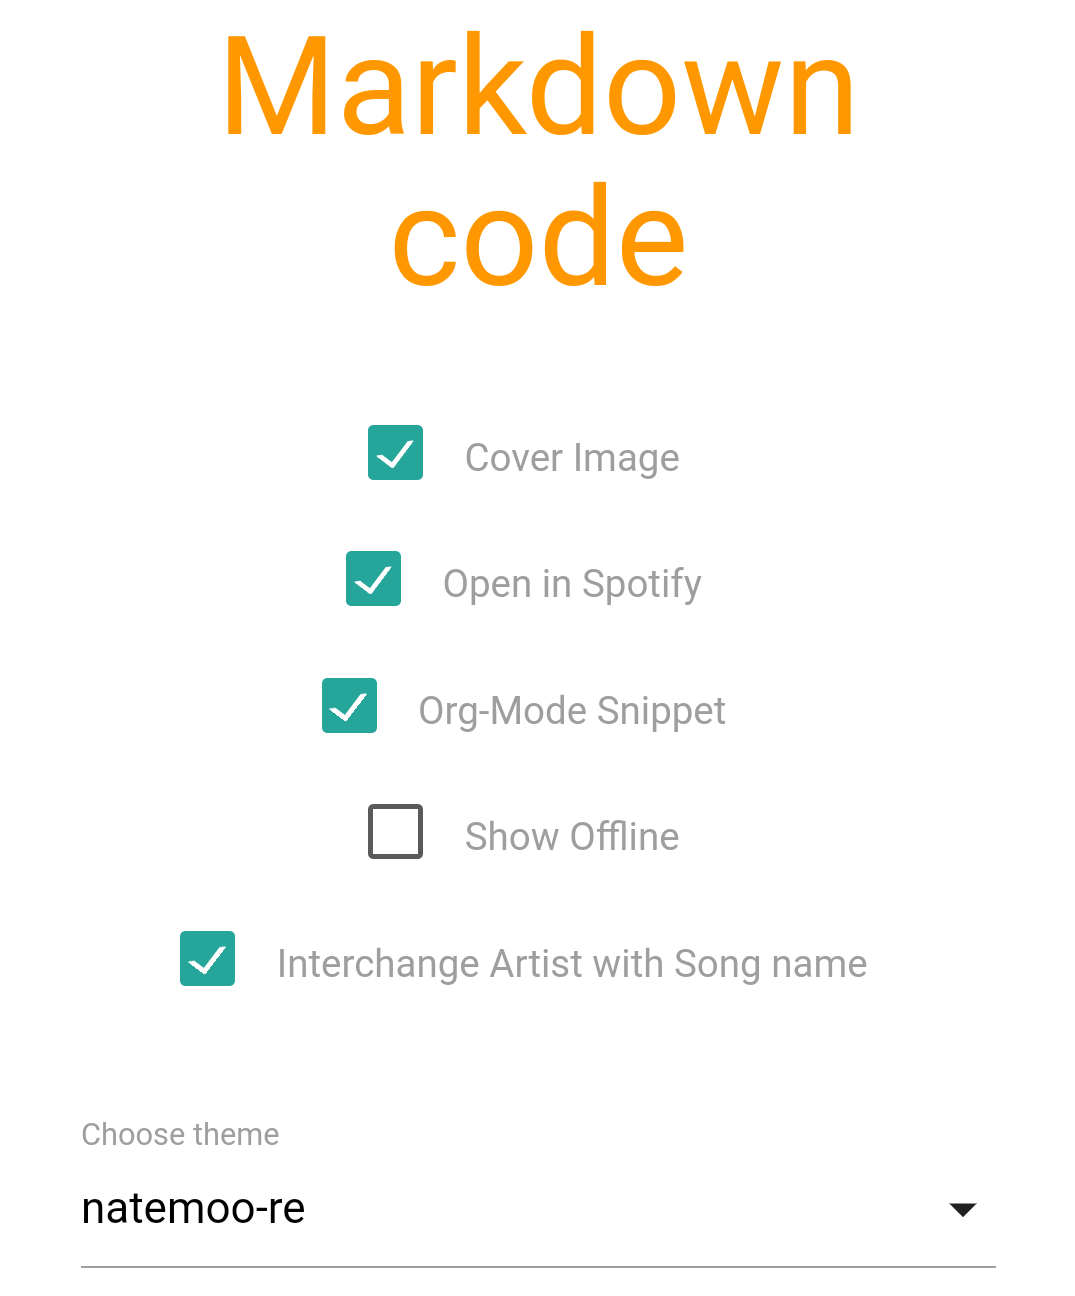 Markdown
code
Cover Image
Open in Spotify
Org-Mode Snippet
Show Offline
Interchange Artist with Song name
Choose theme
natemoo-re